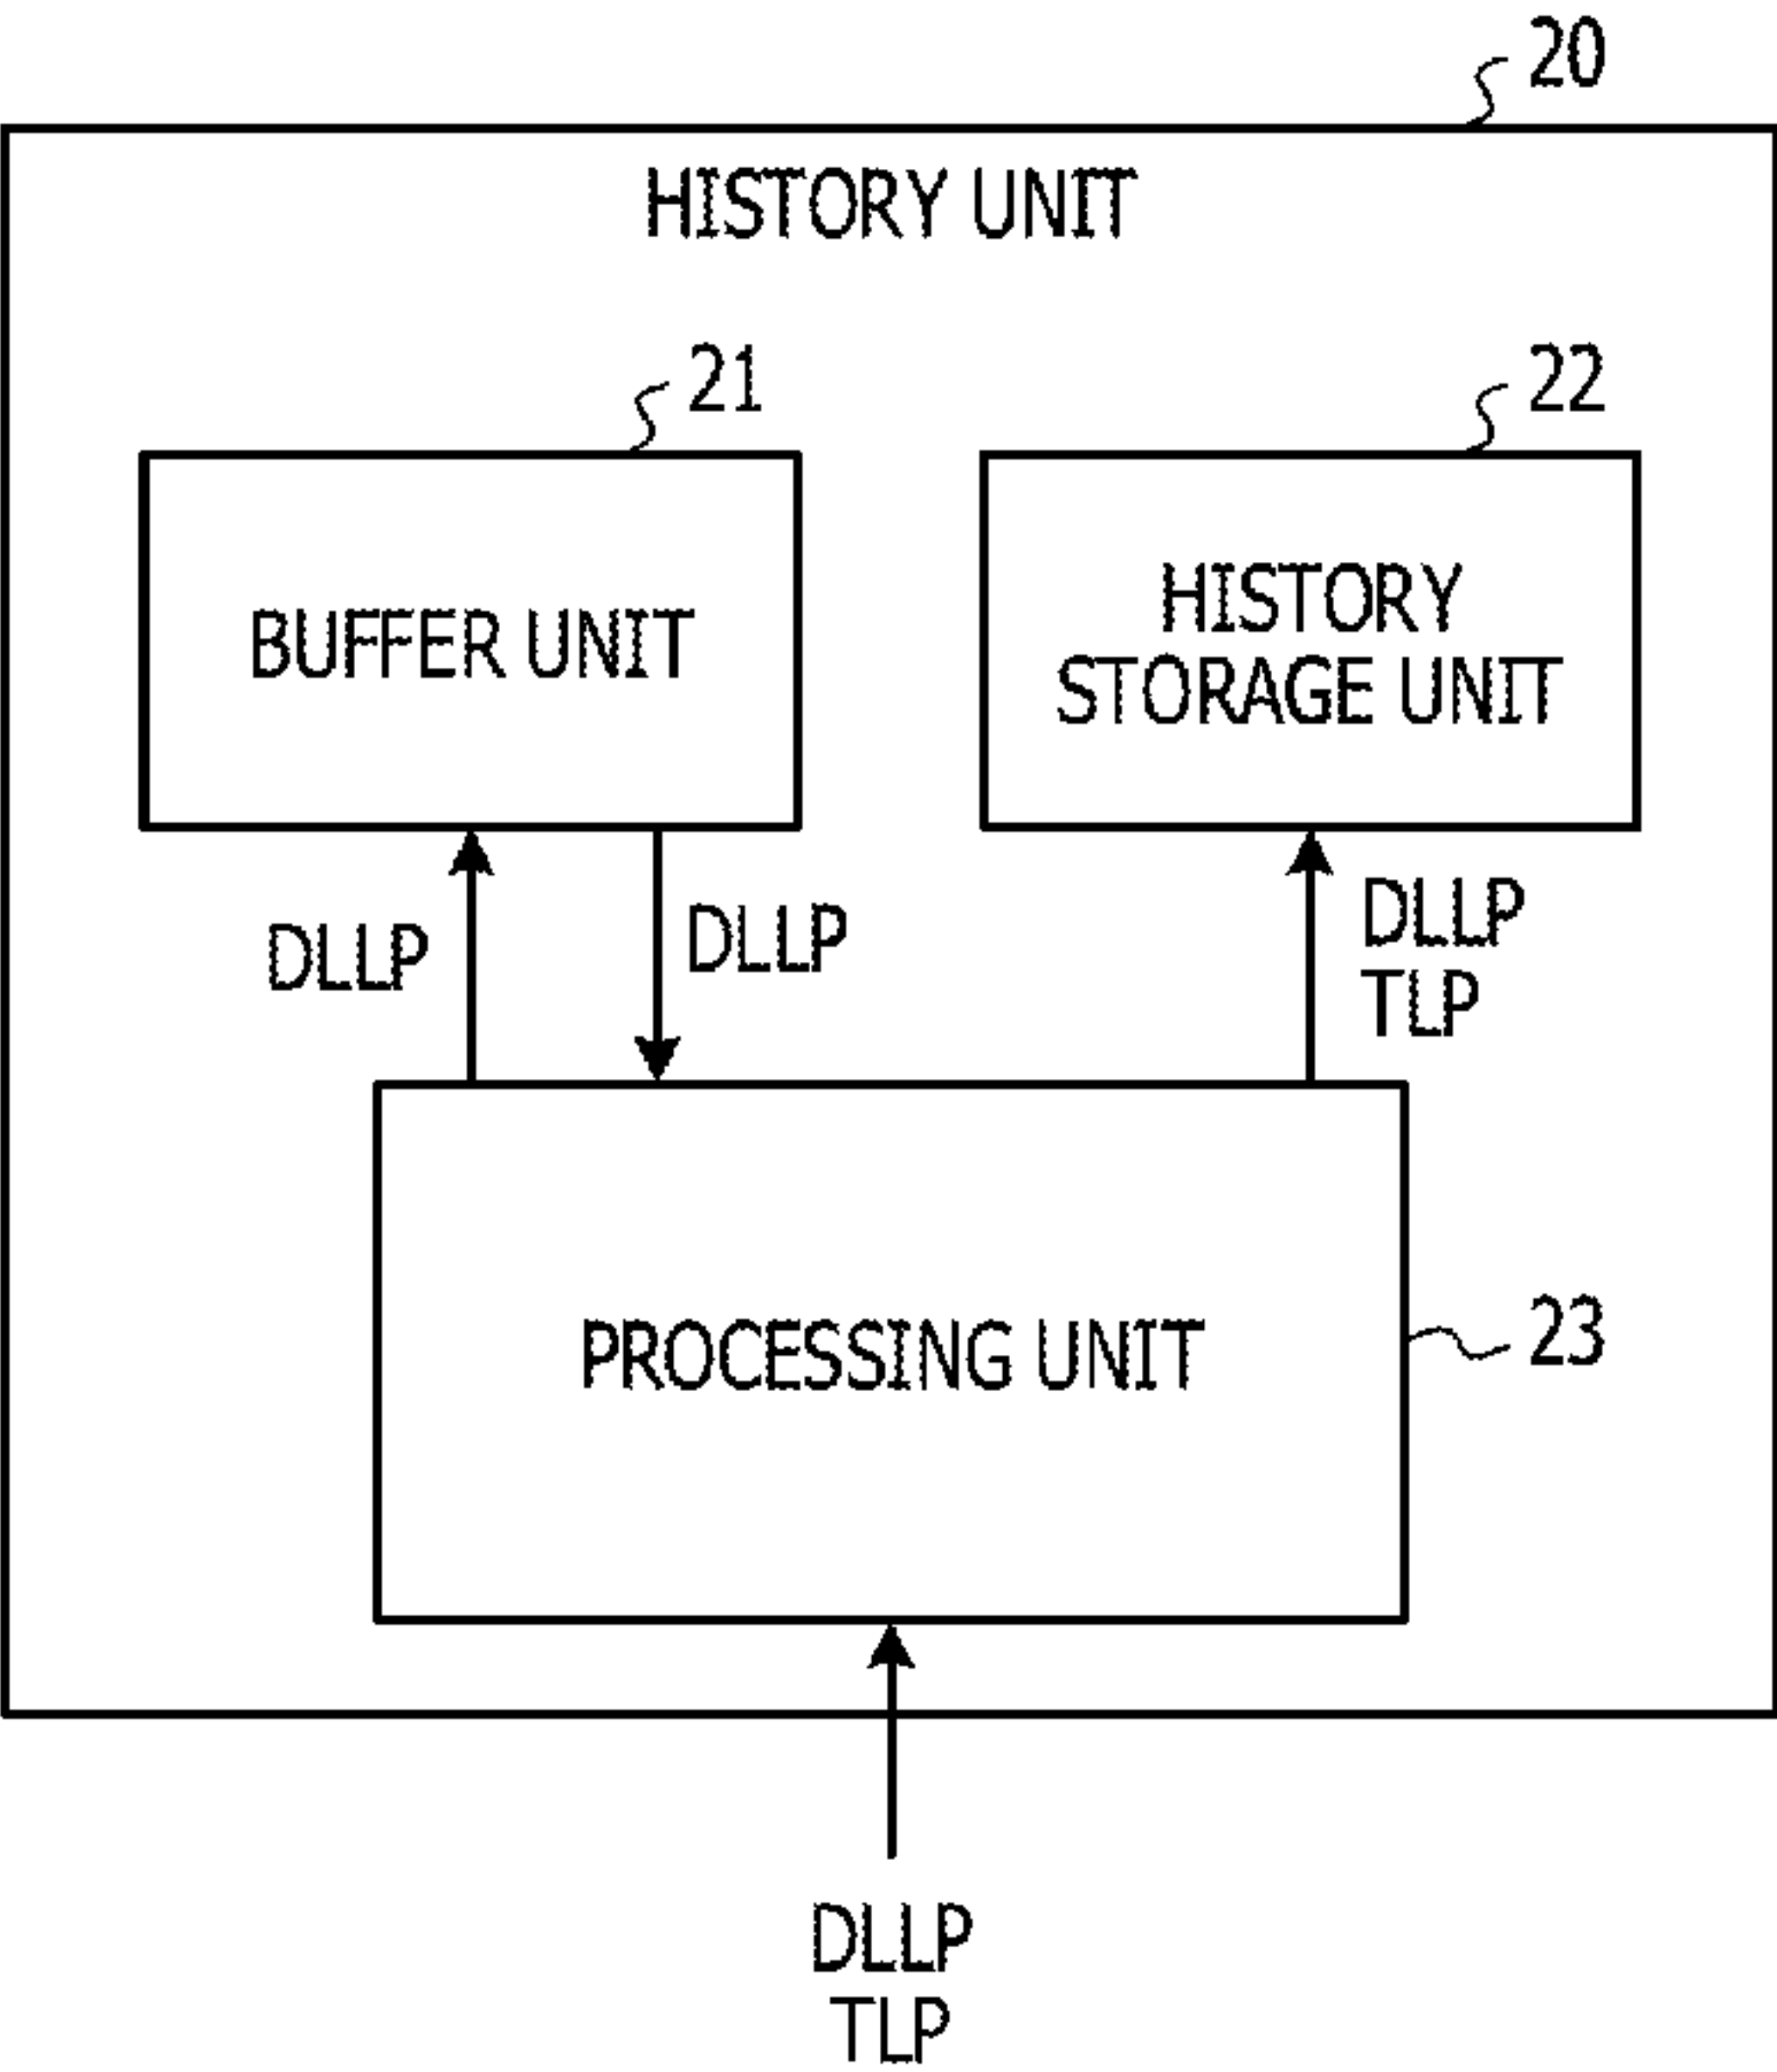 20
HISTORY UNIT
21
22
BUFFER UNIT
HISTORY
STORAGE UNIT
DLLP
DLLP
DLLP
TLP
PROCESSING UNIT
23
DLLP
TLP